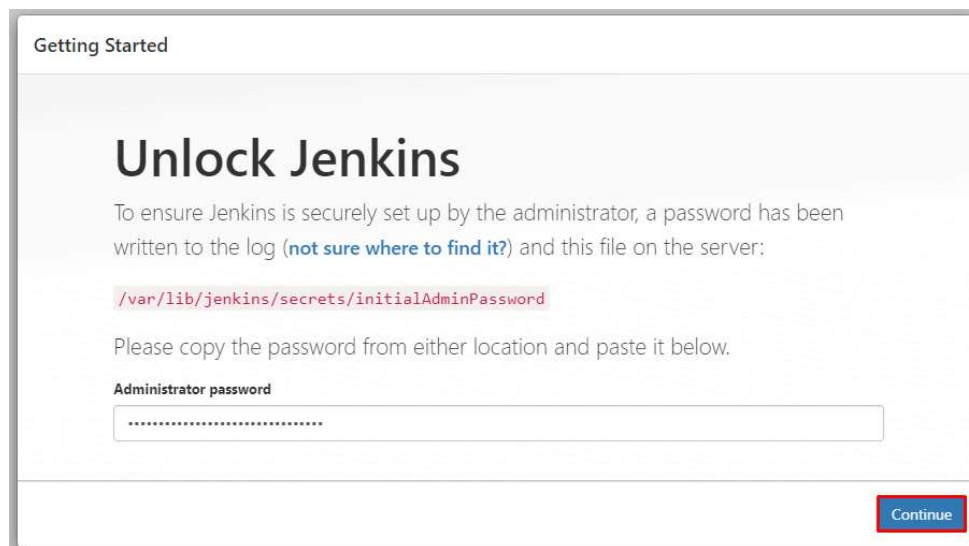 Getting Started
Unlock Jenkins
To ensure Jenkins is securely set up by the administrator, a password has been
written to the log (not sure where to find it?) and this file on the server:
/var/lib/jenkins/secrets/initialAdminPassword
Please copy the password from either location and paste it below.
Administrator password
••••••••••••••••••••••••••••••••
Continue